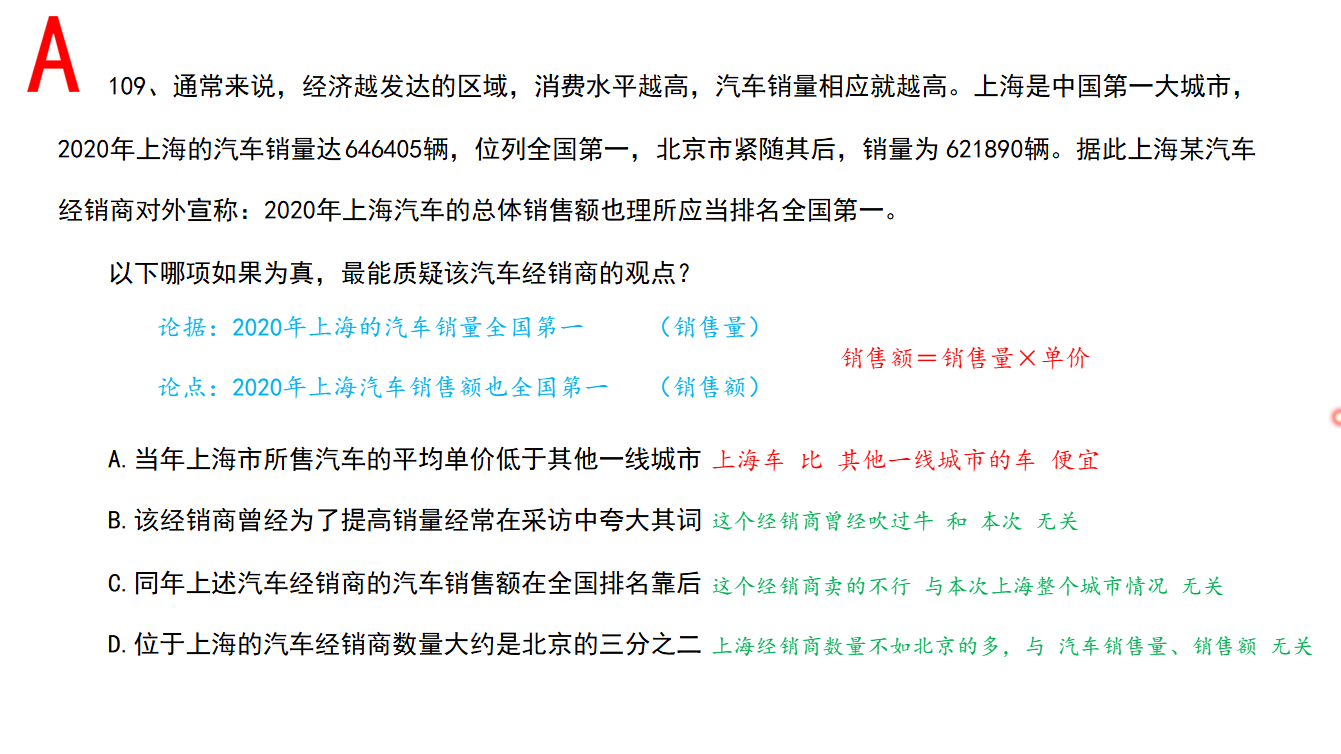 A
109、通常来说，经济越发达的区域，消费水平越高，汽车销量相应就越高。上海是中国第一大城市，
2020年上海的汽车销量达646405辆，位列全国第一，北京市紧随其后，销量为621890辆。据此上海某汽车
经销商对外宣称：2020年上海汽车的总体销售额也理所应当排名全国第一。
以下哪项如果为真，最能质疑该汽车经销商的观点？
论据：2020年上海的汽车销量全国第一 （销售量）
销售额＝销售量×单价
论点：2020年上海汽车销售额也全国第一 （销售额）
A.当年上海市所售汽车的平均单价低于其他一线城市 上海车 比 其他一线城市的车 便宜
B.该经销商曾经为了提高销量经常在采访中夸大其词 这个经销商曾经吹过牛 和 本次 无关
C.同年上述汽车经销商的汽车销售额在全国排名靠后 这个经销商卖的不行 与本次上海整个城市情况 无关
D.位于上海的汽车经销商数量大约是北京的三分之二 上海经销商数量不如北京的多，与 汽车销售量、销售额 无关